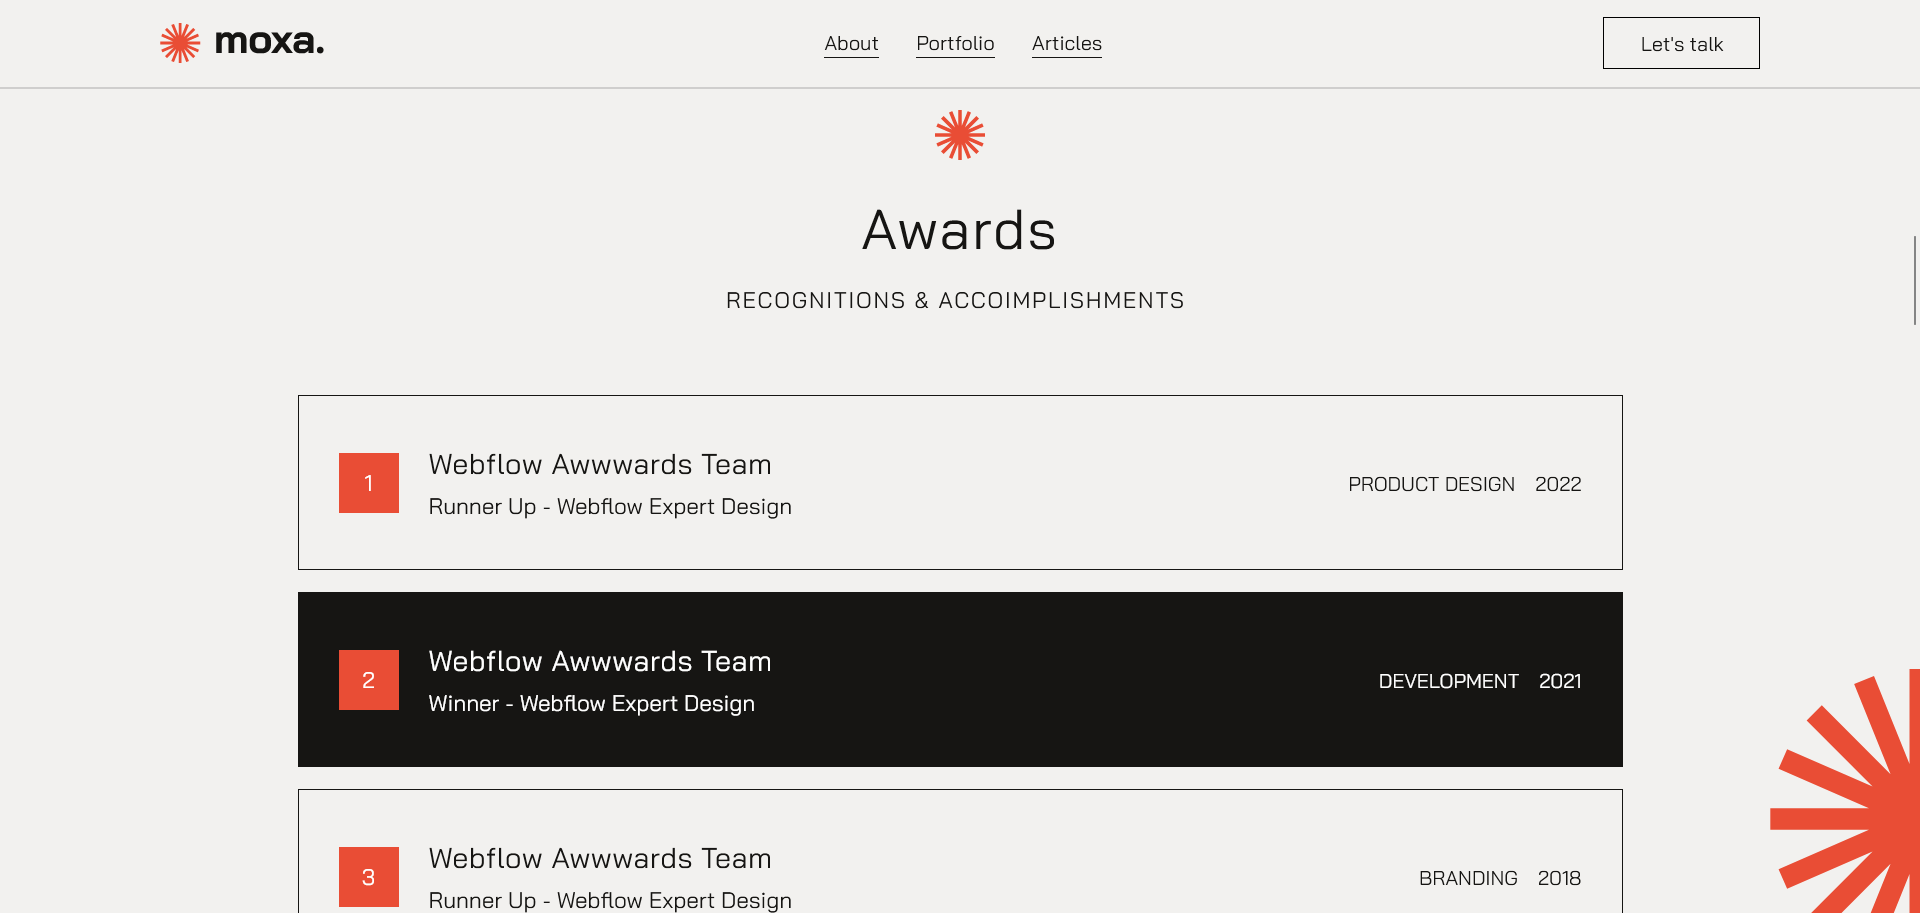 moxa.
About Portfolio Articles
Let's talk
Awards
RECOGNITIONS & ACCOIMPLISHMENTS
1
Webflow Awwwards Team
Runner Up - Webflow Expert Design
PRODUCT DESIGN 2022
2
Webflow Awwwards Team
Winner - Webflow Expert Design
DEVELOPMENT 2021
3
Webflow Awwwards Team
Runner Up - Webflow Expert Design
BRANDING 2018